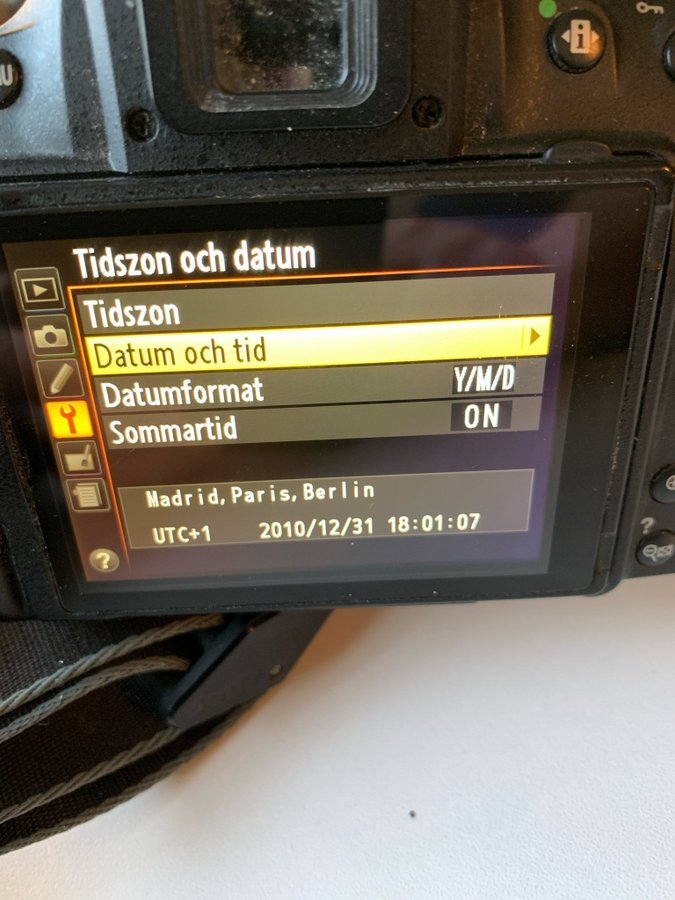 Tidszon och datum
Tidszon
Datum och tid
Datumformat Y/M/D
Sommartid ON
Madrid, Paris, Berlin
UTC+1 2010/12/31 18:01:07
?
?